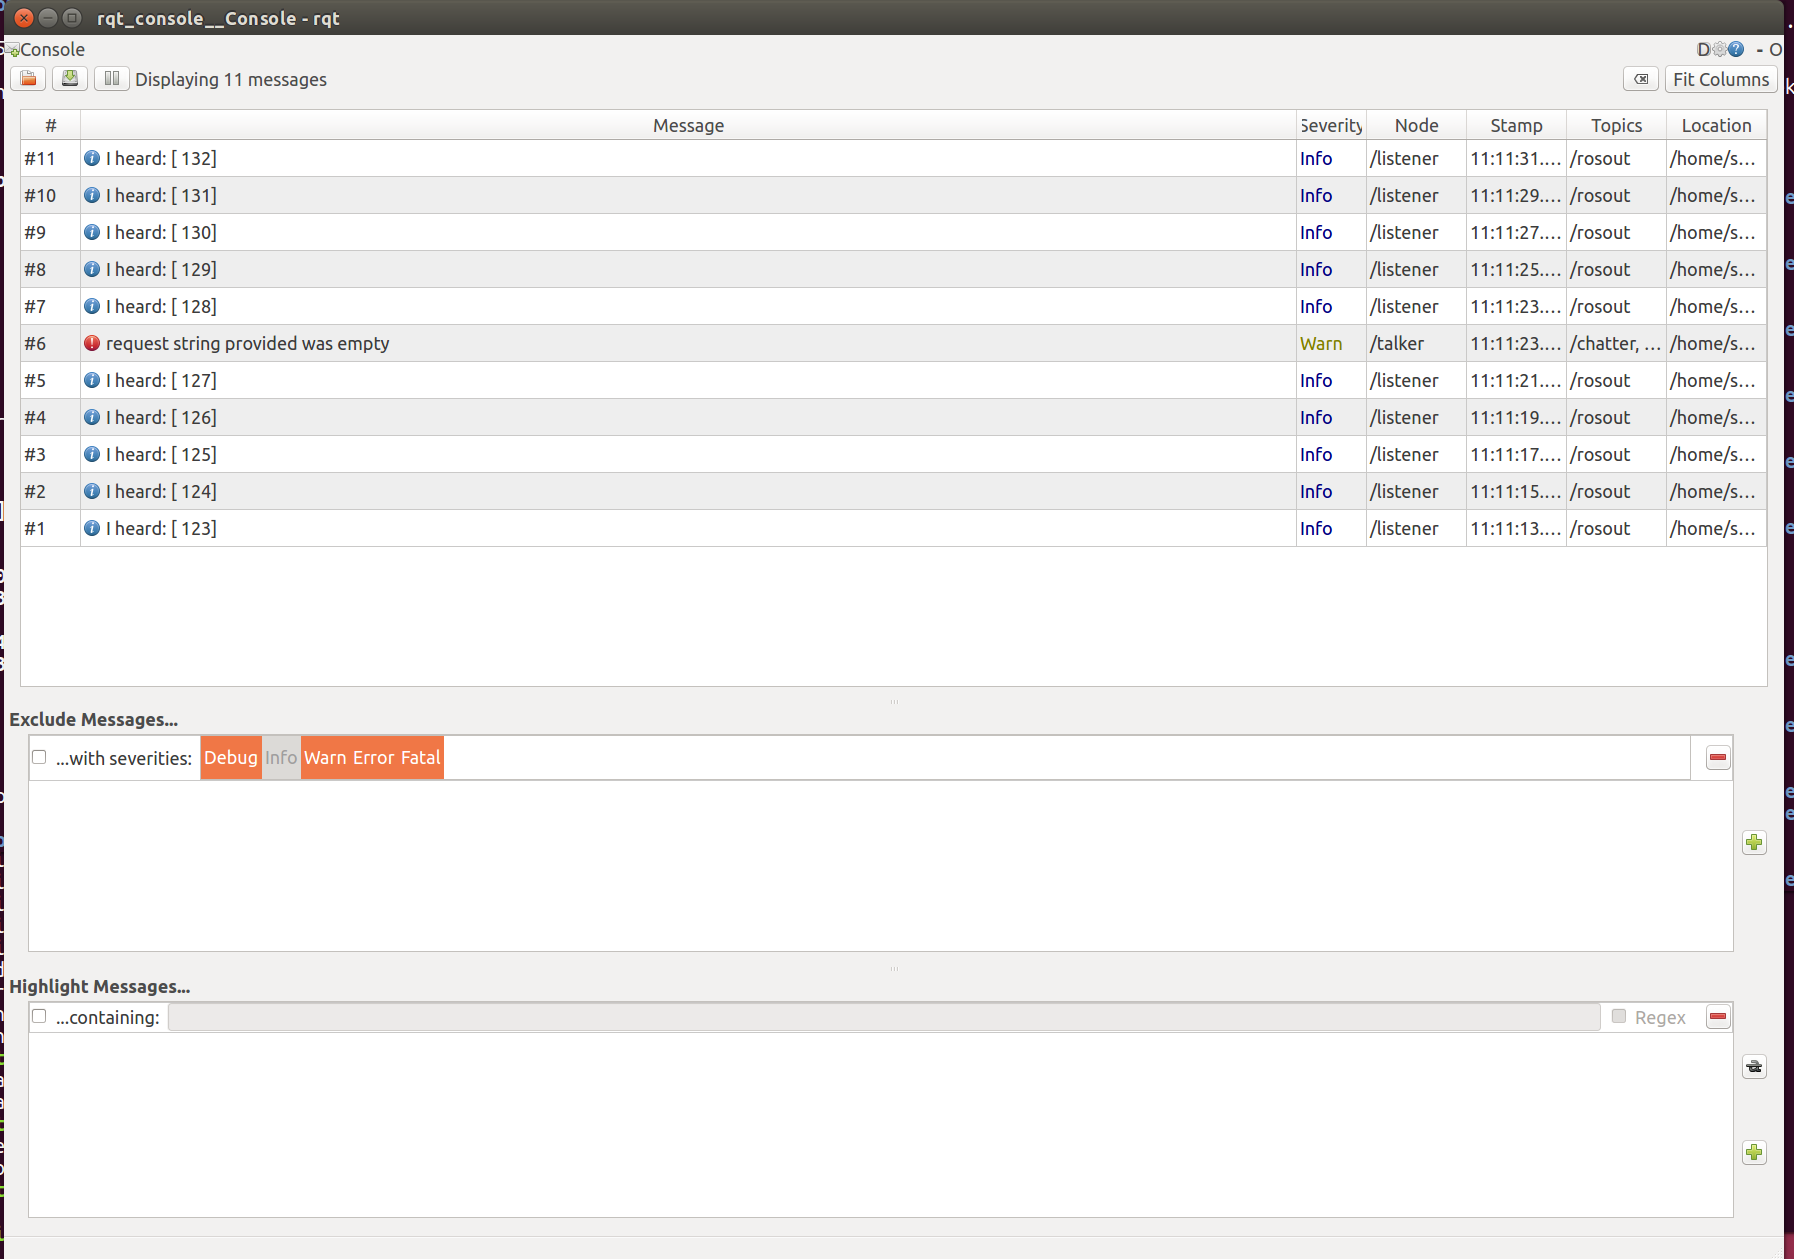 rqt_console__Console - rqt
Console D - O
Displaying 11 messages Fit Columns
# Message Severity Node Stamp Topics Location
#11 I heard: [ 132] Info /listener 11:11:31.... /rosout /home/s...
#10 I heard: [ 131] Info /listener 11:11:29.... /rosout /home/s...
#9 I heard: [ 130] Info /listener 11:11:27.... /rosout /home/s...
#8 I heard: [ 129] Info /listener 11:11:25.... /rosout /home/s...
#7 I heard: [ 128] Info /listener 11:11:23.... /rosout /home/s...
#6 request string provided was empty Warn /talker 11:11:23.... /chatter, ... /home/s...
#5 I heard: [ 127] Info /listener 11:11:21.... /rosout /home/s...
#4 I heard: [ 126] Info /listener 11:11:19.... /rosout /home/s...
#3 I heard: [ 125] Info /listener 11:11:17.... /rosout /home/s...
#2 I heard: [ 124] Info /listener 11:11:15.... /rosout /home/s...
#1 I heard: [ 123] Info /listener 11:11:13.... /rosout /home/s...
Exclude Messages...
...with severities: Debug Info Warn Error Fatal
Highlight Messages...
...containing: Regex